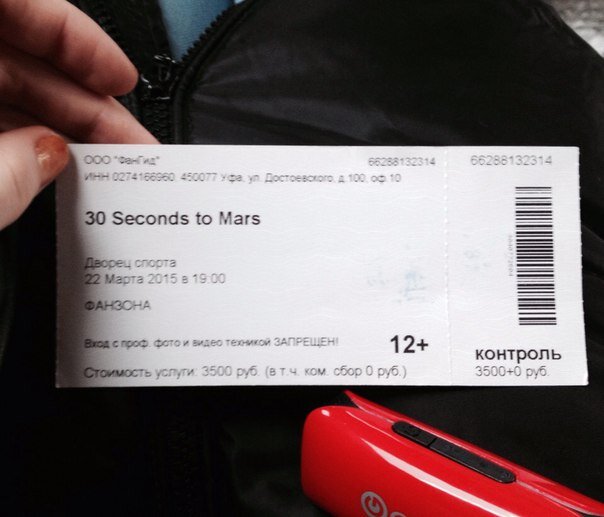 ООО "ФанГид" 66288132314
ИНН 0274166960 450077 Уфа, ул. Достоевского, д.100, оф.10
30 Seconds to Mars
Дворец спорта
22 Марта 2015 в 19:00
ФАНЗОНА
Вход с проф. фото и видео техникой ЗАПРЕЩЕН!
12+
Стоимость услуги: 3500 руб. (в т.ч. ком. сбор 0 руб.)
66288132314
контроль
3500+0 руб.